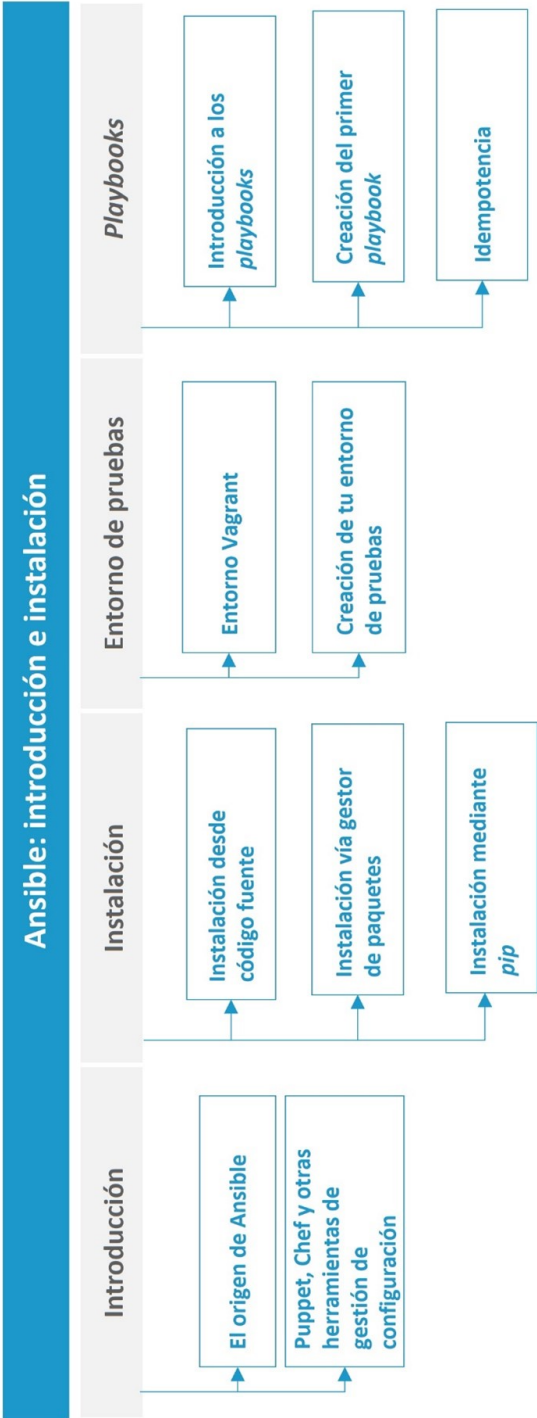 Ansible: introducción e instalación
Introducción
El origen de Ansible
Puppet, Chef y otras
herramientas de
gestión de
configuración
Instalación
Instalación desde
código fuente
Instalación vía gestor
de paquetes
Instalación mediante
pip
Entorno de pruebas
Entorno Vagrant
Creación de tu entorno
de pruebas
Playbooks
Introducción a los
playbooks
Creación del primer
playbook
Idempotencia